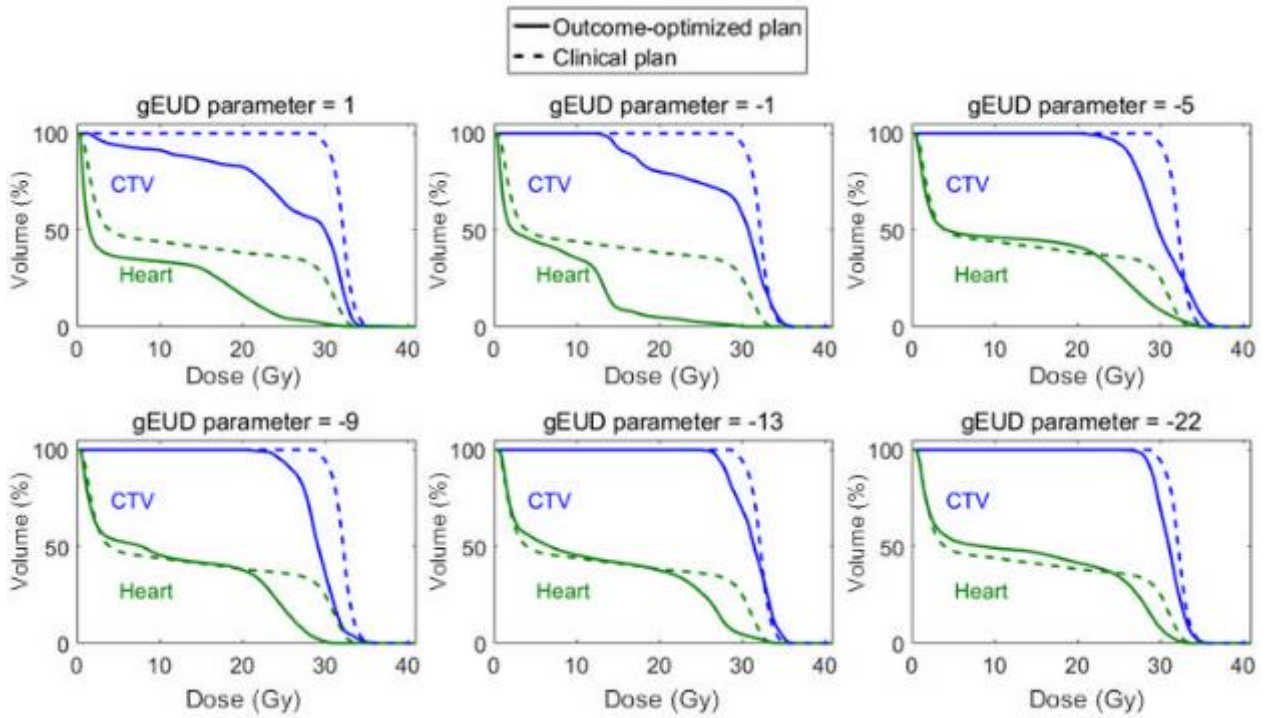 Outcome-optimized plan
Clinical plan
gEUD parameter = 1
gEUD parameter = -1
gEUD parameter = -5
100
50
0
Volume (%)
CTV
Heart
0 10 20 30 40
Dose (Gy)
100
50
0
Volume (%)
CTV
Heart
0 10 20 30 40
Dose (Gy)
100
50
0
Volume (%)
CTV
Heart
0 10 20 30 40
Dose (Gy)
gEUD parameter = -9
gEUD parameter = -13
gEUD parameter = -22
100
50
0
Volume (%)
CTV
Heart
0 10 20 30 40
Dose (Gy)
100
50
0
Volume (%)
CTV
Heart
0 10 20 30 40
Dose (Gy)
100
50
0
Volume (%)
CTV
Heart
0 10 20 30 40
Dose (Gy)